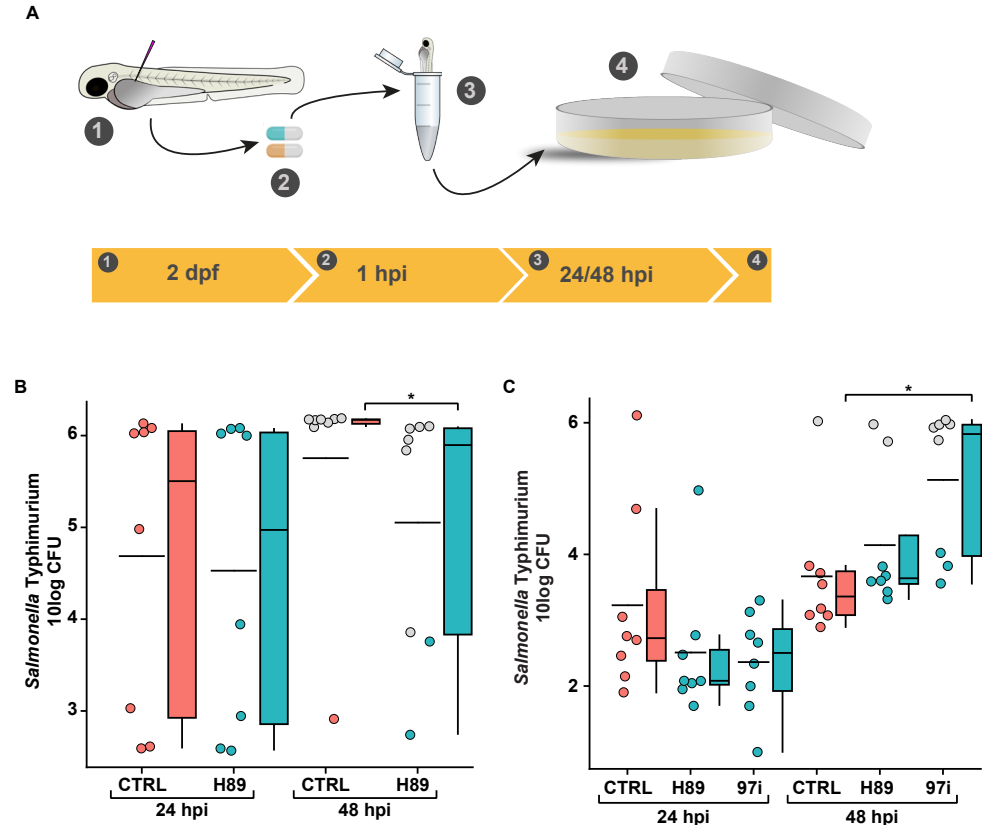 A
1
2
3
4
1
2 dpf
2
1 hpi
3
24/48 hpi
4
B
Salmonella Typhimurium
10log CFU
6
5
4
3
*
CTRL
H89
CTRL
H89
24 hpi
48 hpi
C
Salmonella Typhimurium
10log CFU
6
4
2
*
CTRL
H89
97i
CTRL
H89
97i
24 hpi
48 hpi